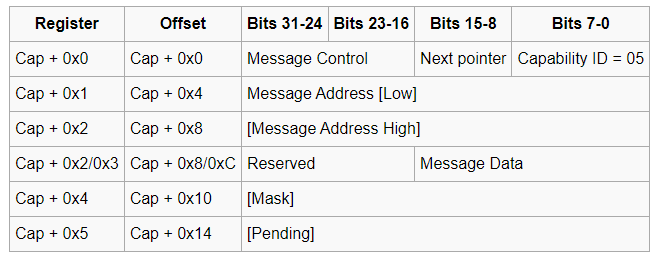 Register Offset Bits 31-24 Bits 23-16 Bits 15-8 Bits 7-0
Cap + 0x0 Cap + 0x0 Message Control Next pointer Capability ID = 05
Cap + 0x1 Cap + 0x4 Message Address [Low]
Cap + 0x2 Cap + 0x8 [Message Address High]
Cap + 0x2/0x3 Cap + 0x8/0xC Reserved Message Data
Cap + 0x4 Cap + 0x10 [Mask]
Cap + 0x5 Cap + 0x14 [Pending]